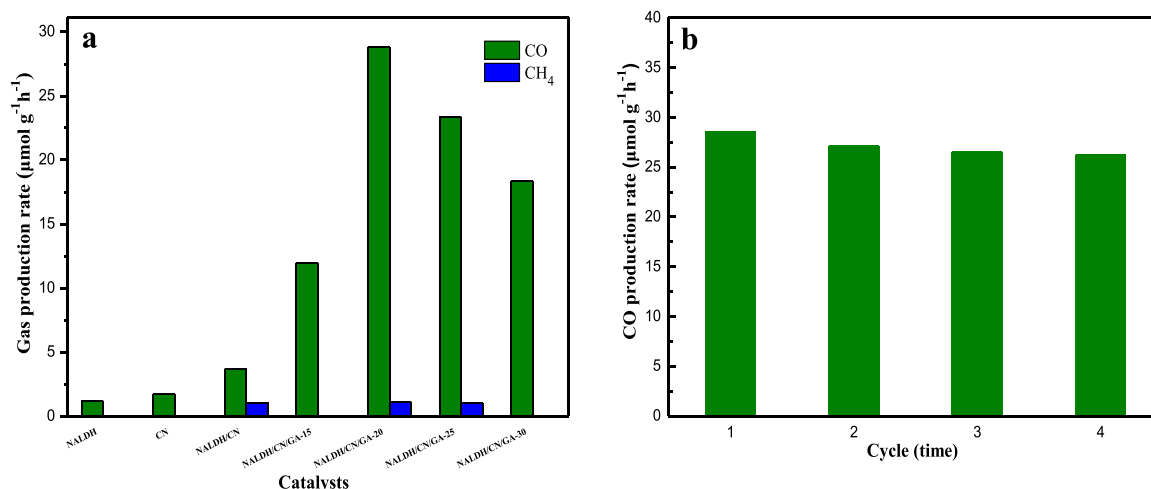 a
CO
CH4
Gas production rate (μmol g-1h-1)
30
25
20
15
10
5
0
NALDH
CN
NALDH/CN
NALDH/CN/GA-15
NALDH/CN/GA-20
NALDH/CN/GA-25
NALDH/CN/GA-30
Catalysts
b
CO production rate (μmol g-1h-1)
40
35
30
25
20
15
10
5
0
1 2 3 4
Cycle (time)